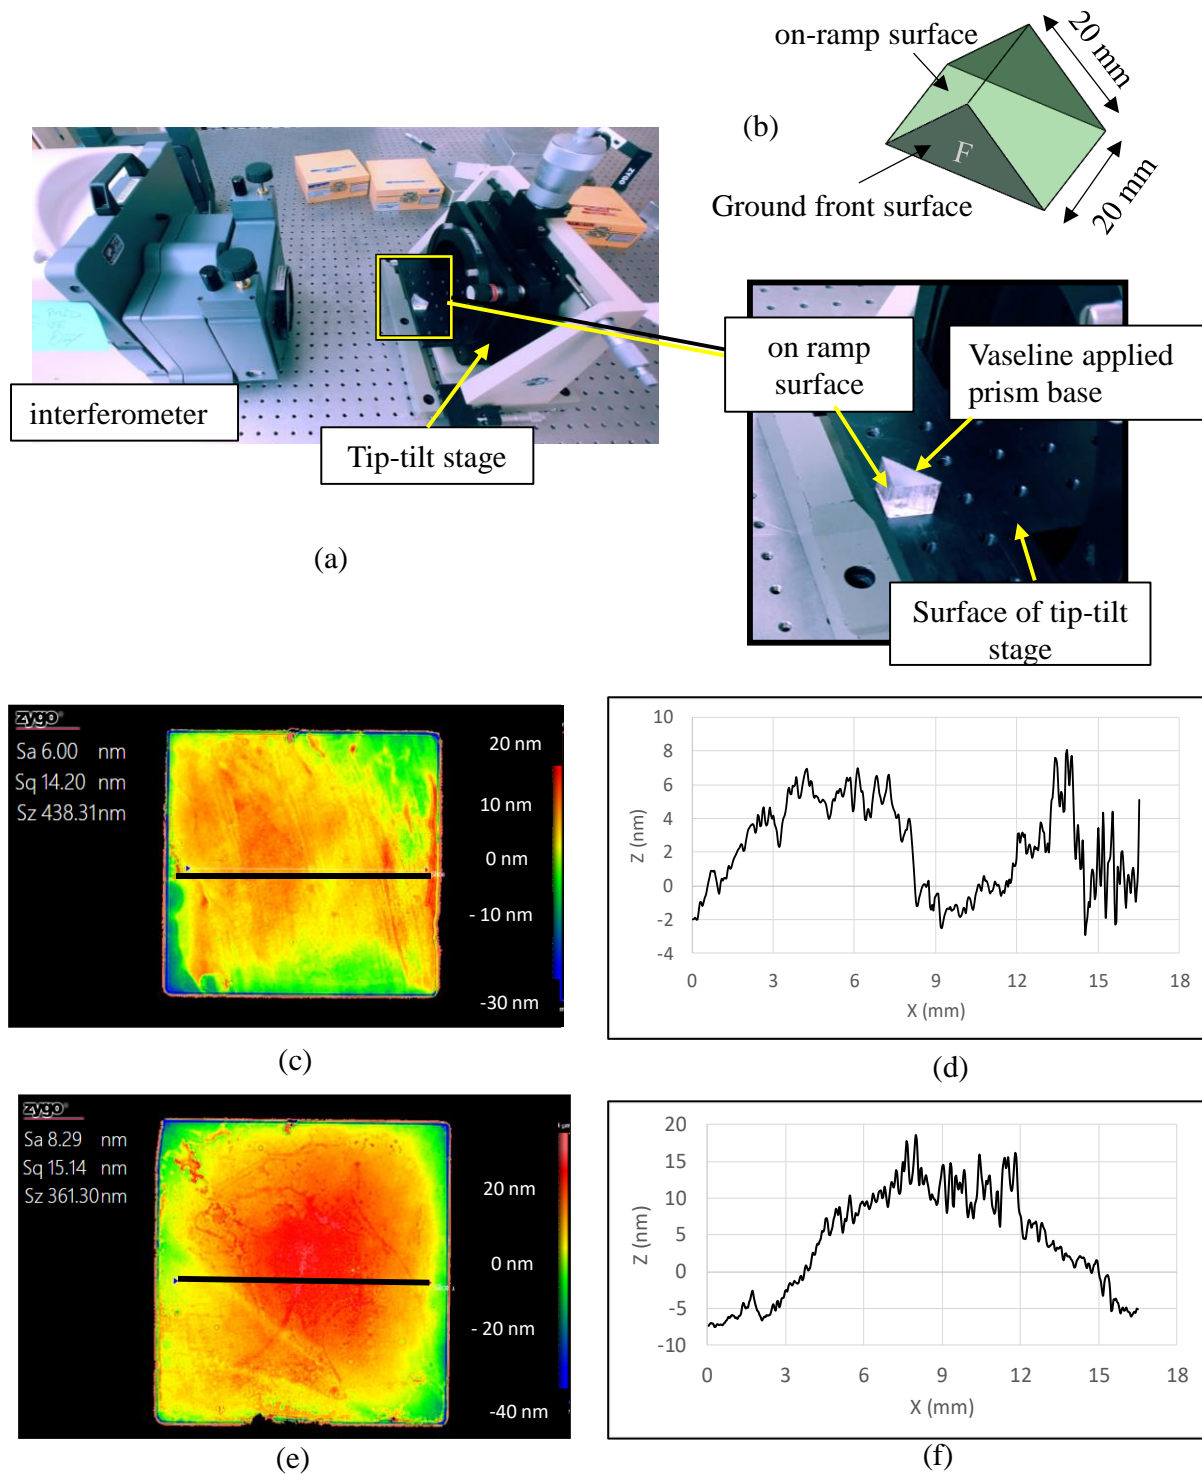 on-ramp surface
20 mm
(b)
F
Ground front surface
20 mm
ZYGO
interferometer
Tip-tilt stage
(a)
on ramp
surface
Vaseline applied
prism base
Surface of tip-tilt
stage
zygo
Sa 6.00 nm
Sq 14.20 nm
Sz 438.31 nm
20 nm
10 nm
0 nm
- 10 nm
-30 nm
(c)
10
8
6
4
2
0
-2
-4
Z (nm)
0 3 6 9 12 15 18
X (mm)
(d)
zygo
Sa 8.29 nm
Sq 15.14 nm
Sz 361.30 nm
20 nm
0 nm
- 20 nm
-40 nm
(e)
20
15
10
5
0
-5
-10
Z (nm)
0 3 6 9 12 15 18
X (mm)
(f)